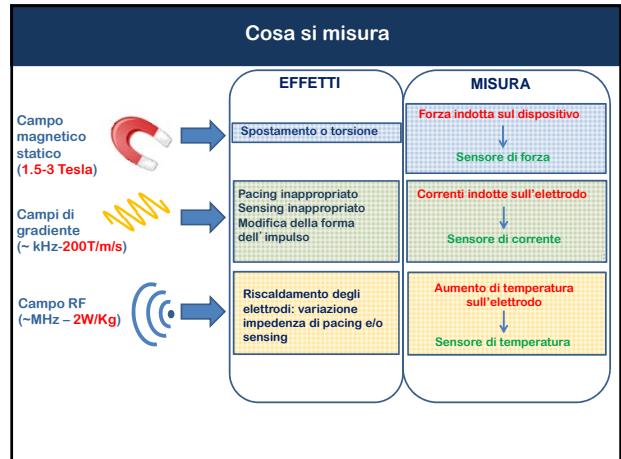 Cosa si misura
EFFETTI
MISURA
Campo
magnetico
statico
(1.5-3 Tesla)
Spostamento o torsione
Forza indotta sul dispositivo
Sensore di forza
Campi di
gradiente
(~ kHz-200T/m/s)
Pacing inappropriato
Sensing inappropriato
Modifica della forma
dell’impulso
Correnti indotte sull’elettrodo
Sensore di corrente
Campo RF
(~MHz – 2W/Kg)
Riscaldamento degli
elettrodi: variazione
impedenza di pacing e/o
sensing
Aumento di temperatura
sull’elettrodo
Sensore di temperatura